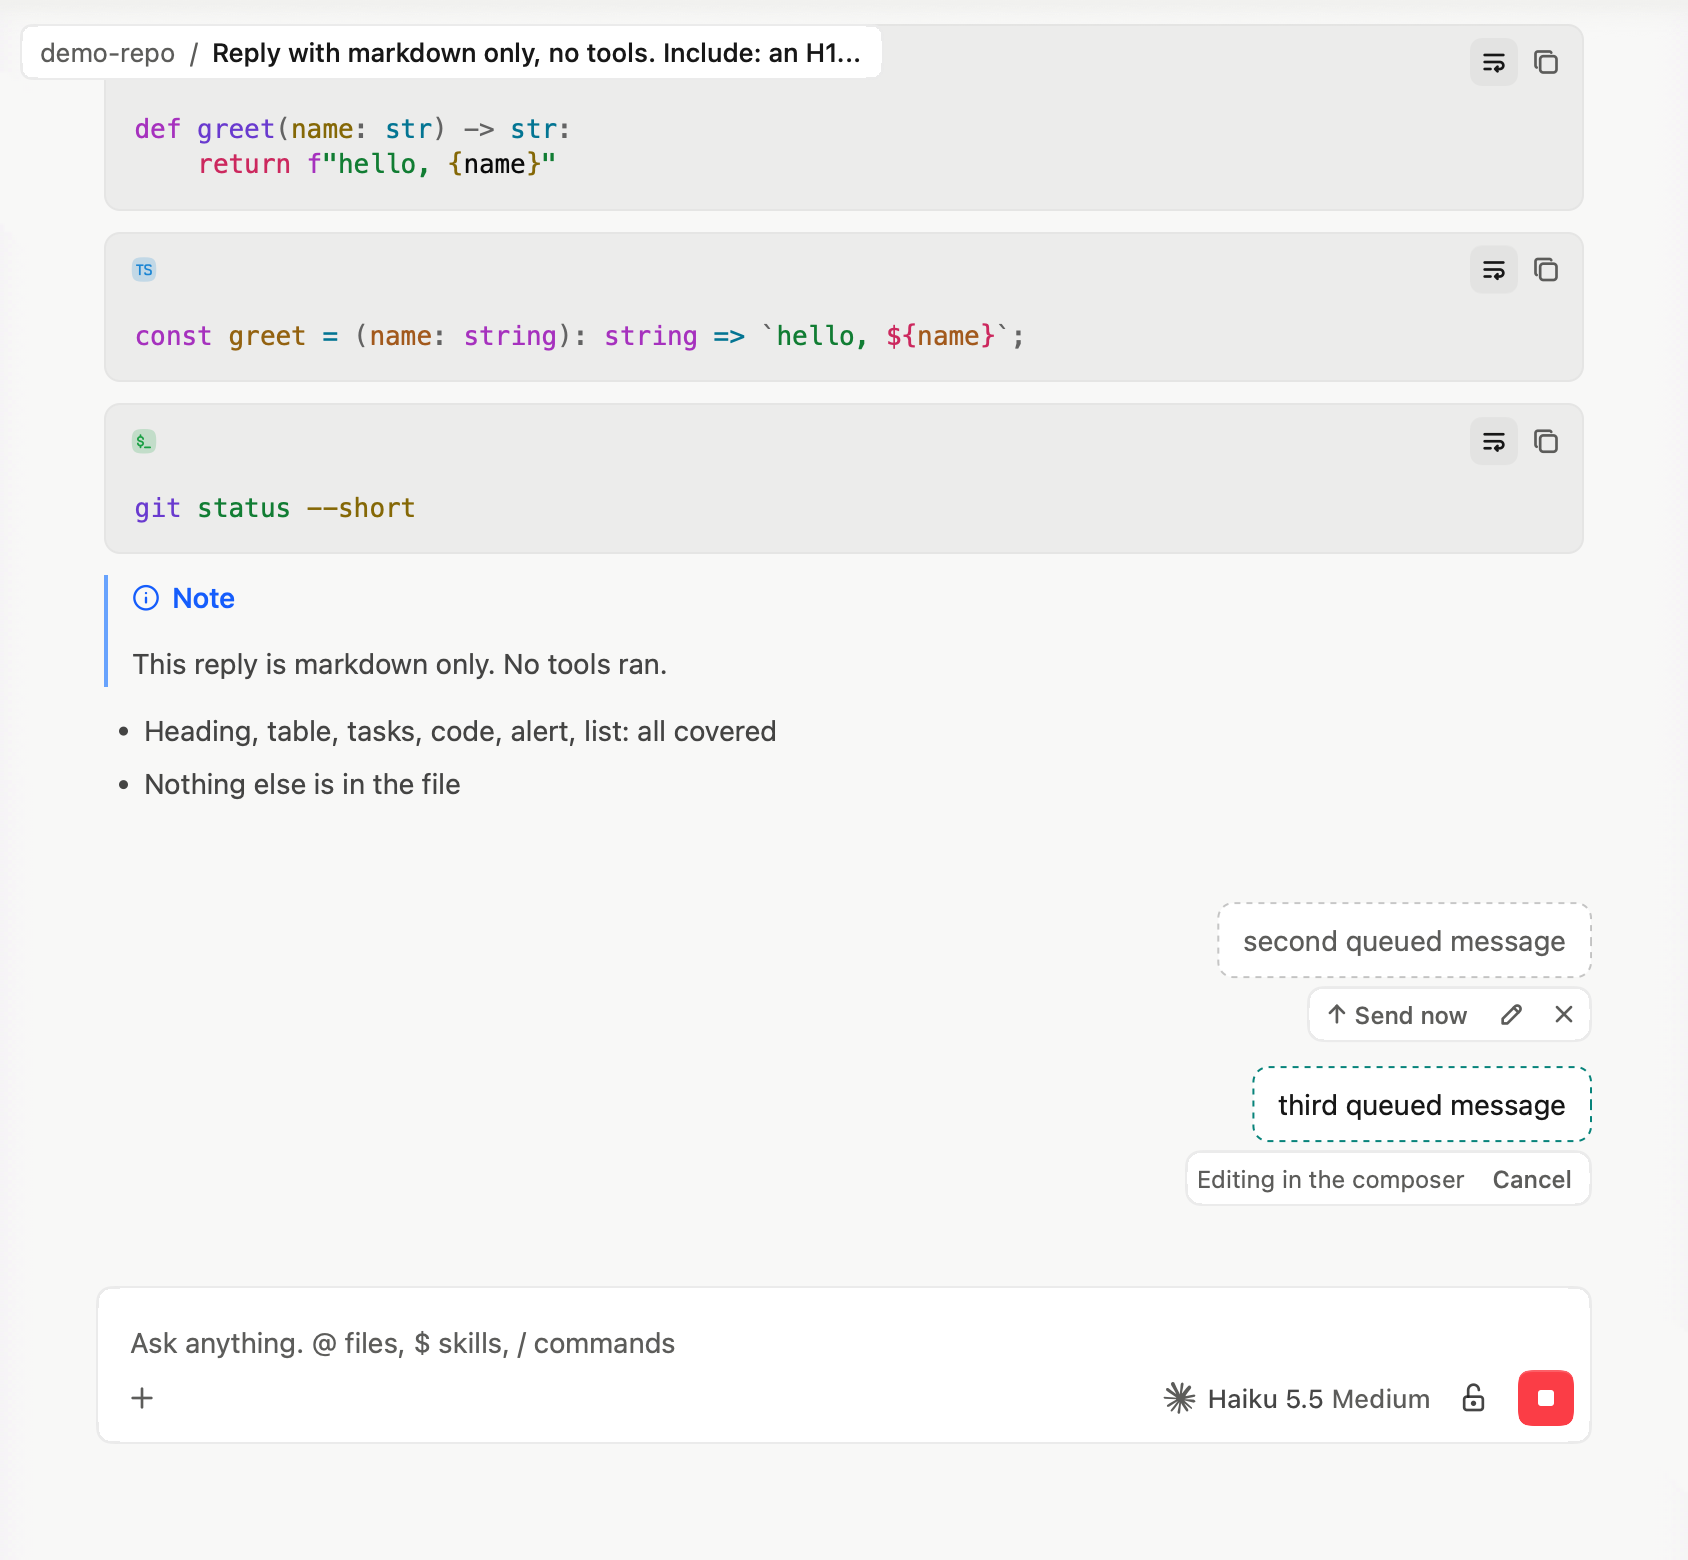 demo-repo / Reply with markdown only, no tools. Include: an H1...
def greet(name: str) -> str:
    return f"hello, {name}"
TS
const greet = (name: string): string => `hello, ${name}`;
$_
git status --short
Note
This reply is markdown only. No tools ran.
• Heading, table, tasks, code, alert, list: all covered
• Nothing else is in the file
second queued message
Send now
third queued message
Editing in the composer Cancel
Ask anything. @ files, $ skills, / commands
Haiku 5.5 Medium